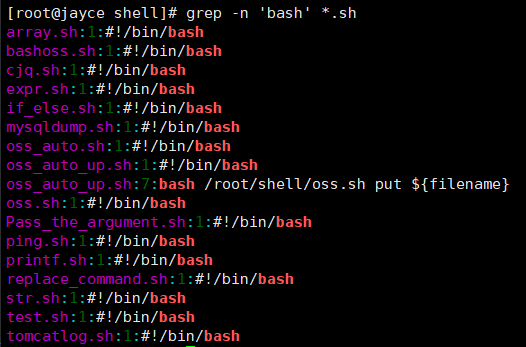 [root@jayce shell]# grep -n 'bash' *.sh
array.sh:1:#!/bin/bash
bashoss.sh:1:#!/bin/bash
cjq.sh:1:#!/bin/bash
expr.sh:1:#!/bin/bash
if_else.sh:1:#!/bin/bash
mysqldump.sh:1:#!/bin/bash
oss_auto.sh:1:#!/bin/bash
oss_auto_up.sh:1:#!/bin/bash
oss_auto_up.sh:7:bash /root/shell/oss.sh put ${filename}
oss.sh:1:#!/bin/bash
Pass_the_argument.sh:1:#!/bin/bash
ping.sh:1:#!/bin/bash
printf.sh:1:#!/bin/bash
replace_command.sh:1:#!/bin/bash
str.sh:1:#!/bin/bash
test.sh:1:#!/bin/bash
tomcatlog.sh:1:#!/bin/bash